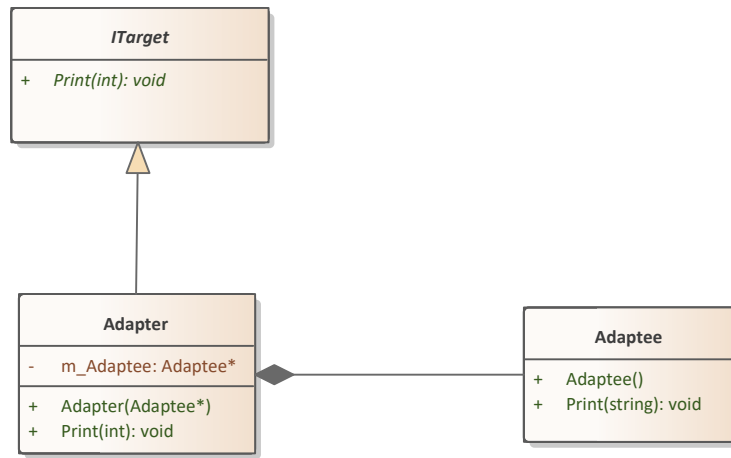 ITarget
+ Print(int): void
Adapter
- m_Adaptee: Adaptee*
+ Adapter(Adaptee*)
+ Print(int): void
Adaptee
+ Adaptee()
+ Print(string): void